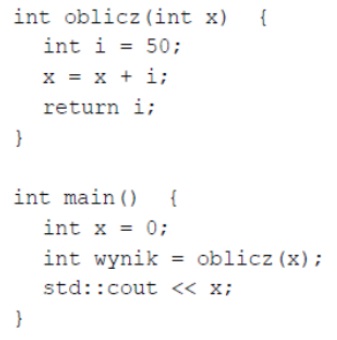 int oblicz(int x)  {
   int i = 50;
   x = x + i;
   return i;
}

int main()  {
   int x = 0;
   int wynik = oblicz(x);
   std::cout << x;
}